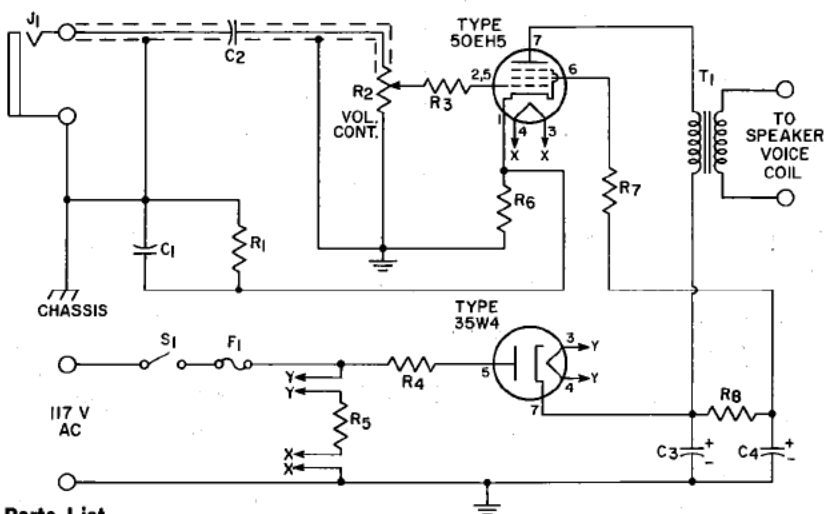 J1
C2
TYPE
50EH5
7
2,5
6
R3
R2
VOL.
CONT.
1
4
3
X
X
T1
TO
SPEAKER
VOICE
COIL
R7
R6
C1
R1
CHASSIS
TYPE
35W4
S1
F1
3
Y
5
4
Y
R4
Y
Y
7
R8
117 V
AC
R5
X
X
C3
+
-
C4
+
-
Parts List